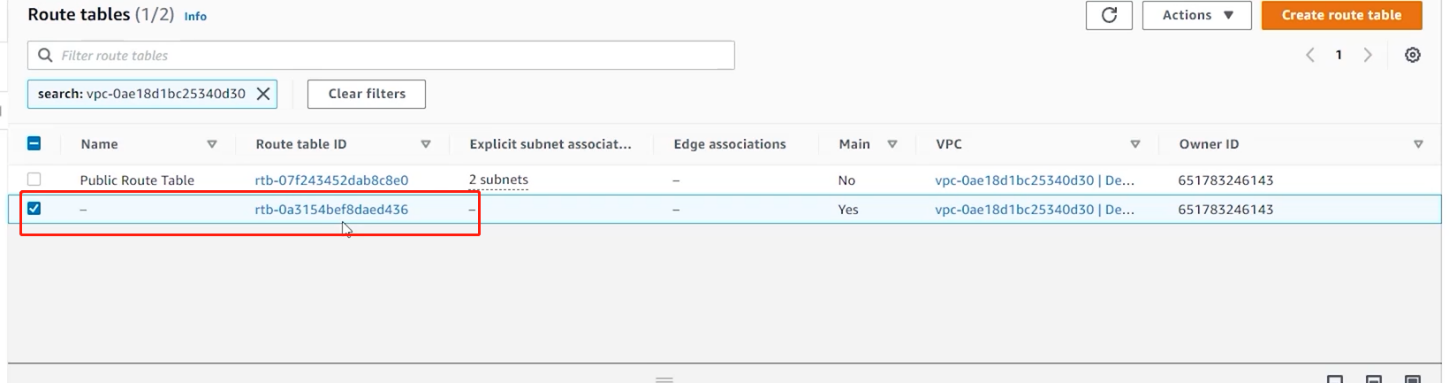 Route tables (1/2) Info
Actions ▼ Create route table
Filter route tables
1
search: vpc-0ae18d1bc25340d30 Clear filters
Name Route table ID Explicit subnet associat... Edge associations Main VPC Owner ID
Public Route Table rtb-07f243452dab8c8e0 2 subnets – No vpc-0ae18d1bc25340d30 | De... 651783246143
– rtb-0a3154bef8daed436 – – Yes vpc-0ae18d1bc25340d30 | De... 651783246143